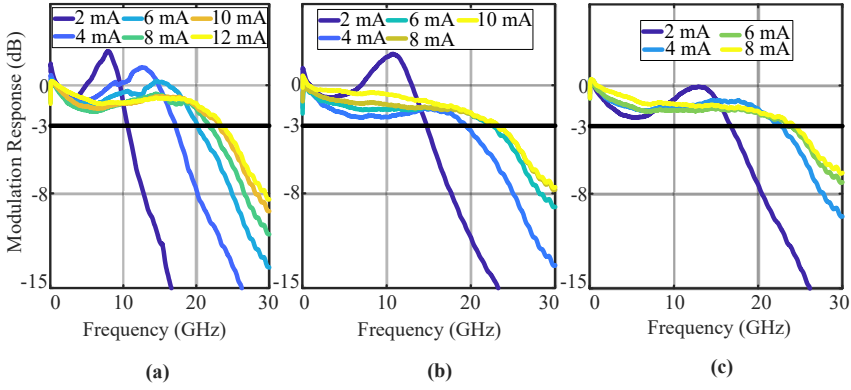 Modulation Response (dB)
0
-3
-8
-15
2 mA 6 mA 10 mA
4 mA 8 mA 12 mA
0 10 20 30
Frequency (GHz)
(a)
0
-3
-8
-15
2 mA 6 mA 10 mA
4 mA 8 mA
0 10 20 30
Frequency (GHz)
(b)
0
-3
-8
-15
2 mA 6 mA
4 mA 8 mA
0 10 20 30
Frequency (GHz)
(c)